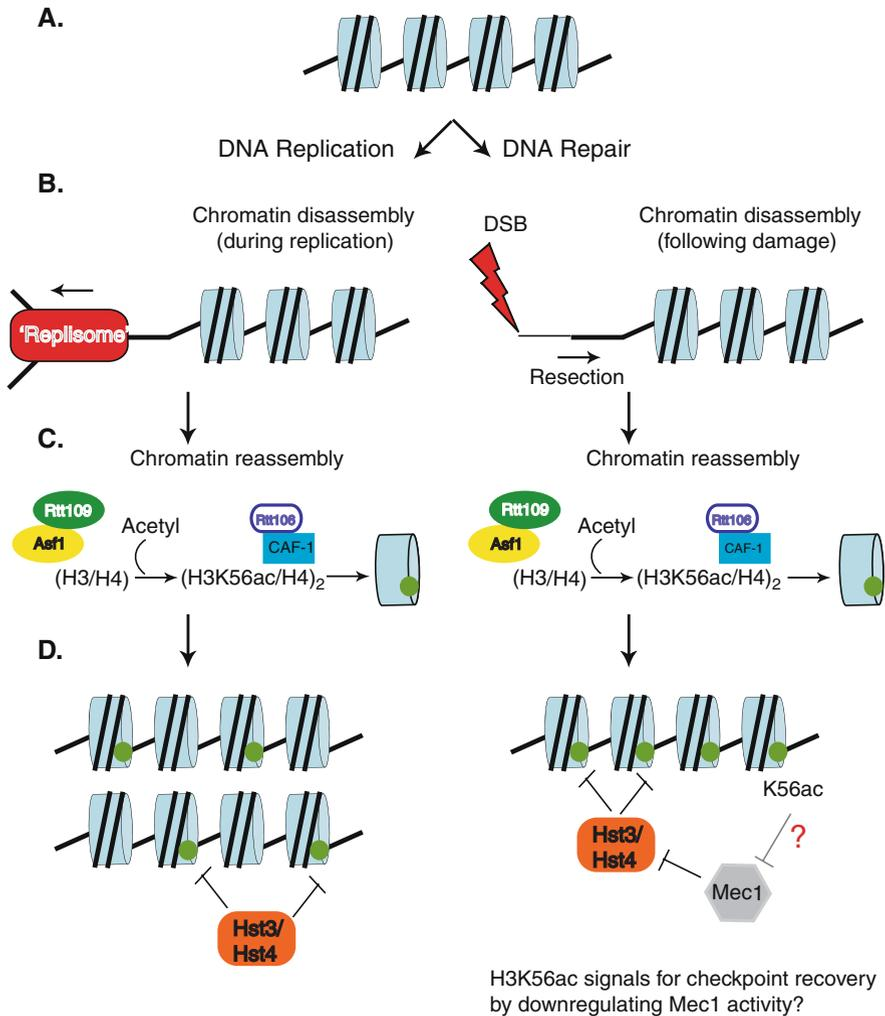 A.
DNA Replication
DNA Repair
B.
Chromatin disassembly
(during replication)
'Replisome'
DSB
Chromatin disassembly
(following damage)
Resection
C.
Chromatin reassembly
Rtt109
Asf1
Acetyl
(H3/H4)
Rtt106
CAF-1
(H3K56ac/H4)2
Chromatin reassembly
Rtt109
Asf1
Acetyl
(H3/H4)
Rtt106
CAF-1
(H3K56ac/H4)2
D.
Hst3/
Hst4
K56ac
?
Hst3/
Hst4
Mec1
H3K56ac signals for checkpoint recovery
by downregulating Mec1 activity?